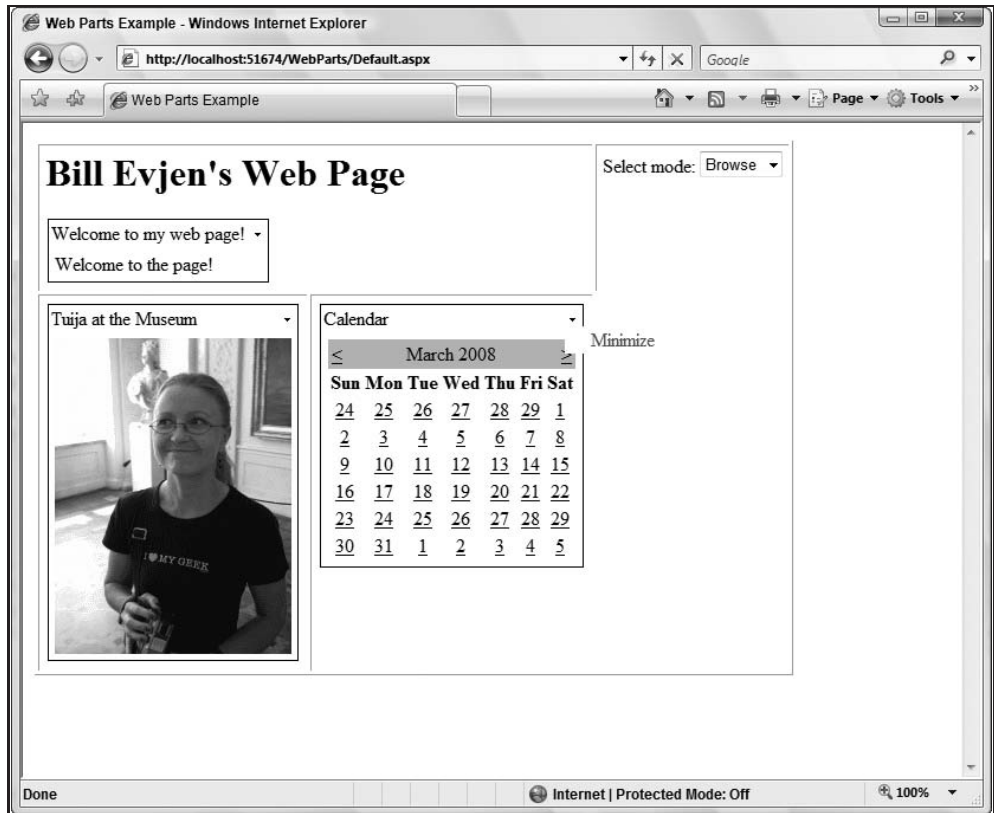 Web Parts Example - Windows Internet Explorer
http://localhost:51674/WebParts/Default.aspx
Google
Web Parts Example
Page
Tools
»
Bill Evjen's Web Page
Select mode: Browse
Welcome to my web page!
Welcome to the page!
Tuija at the Museum
I ♥ MY GEEK
Calendar
Minimize
< March 2008 >
Sun Mon Tue Wed Thu Fri Sat
24 25 26 27 28 29 1
2 3 4 5 6 7 8
9 10 11 12 13 14 15
16 17 18 19 20 21 22
23 24 25 26 27 28 29
30 31 1 2 3 4 5
Done
Internet | Protected Mode: Off
100%